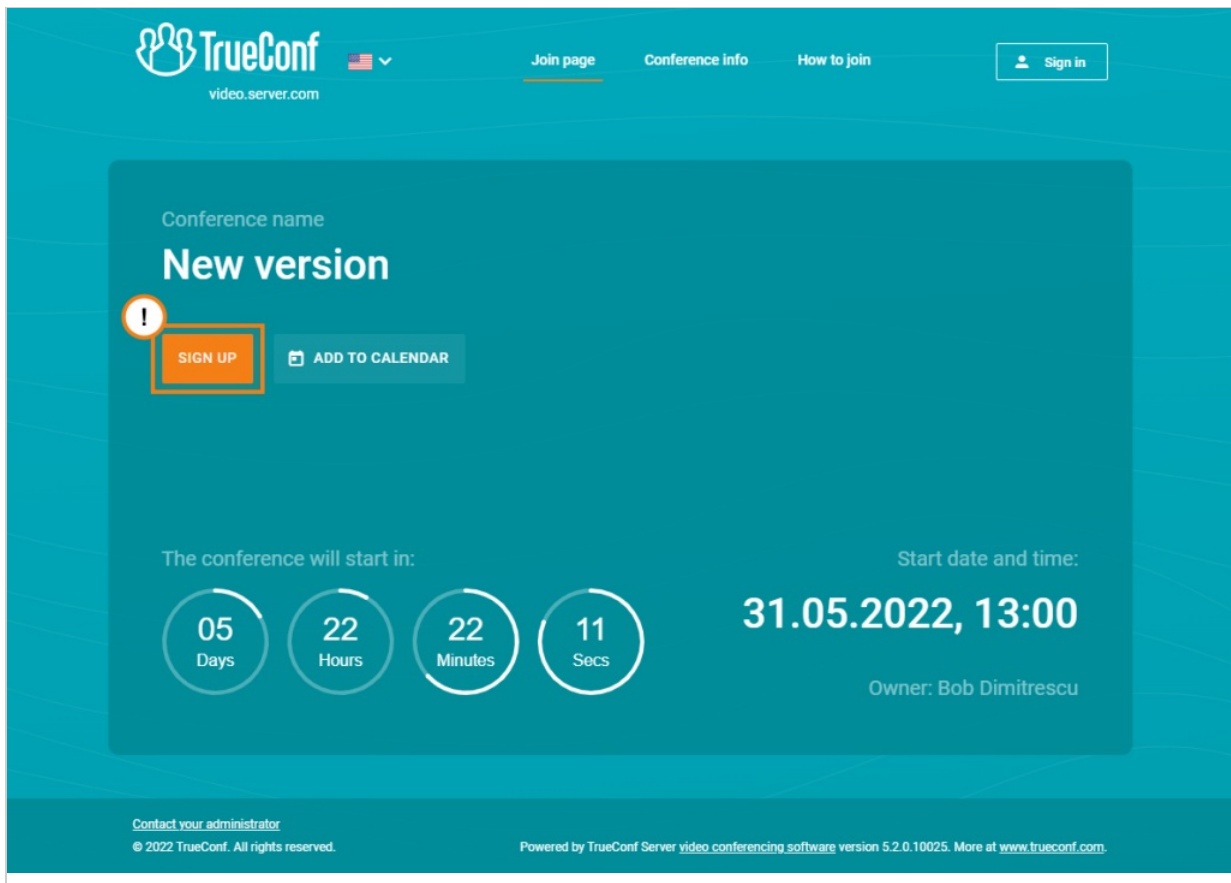 TrueConf
video.server.com
Join page
Conference info
How to join
Sign in
Conference name
New version
!
SIGN UP
ADD TO CALENDAR
The conference will start in:
05
Days
22
Hours
22
Minutes
11
Secs
Start date and time:
31.05.2022, 13:00
Owner: Bob Dimitrescu
Contact your administrator
© 2022 TrueConf. All rights reserved.
Powered by TrueConf Server video conferencing software version 5.2.0.10025. More at www.trueconf.com.